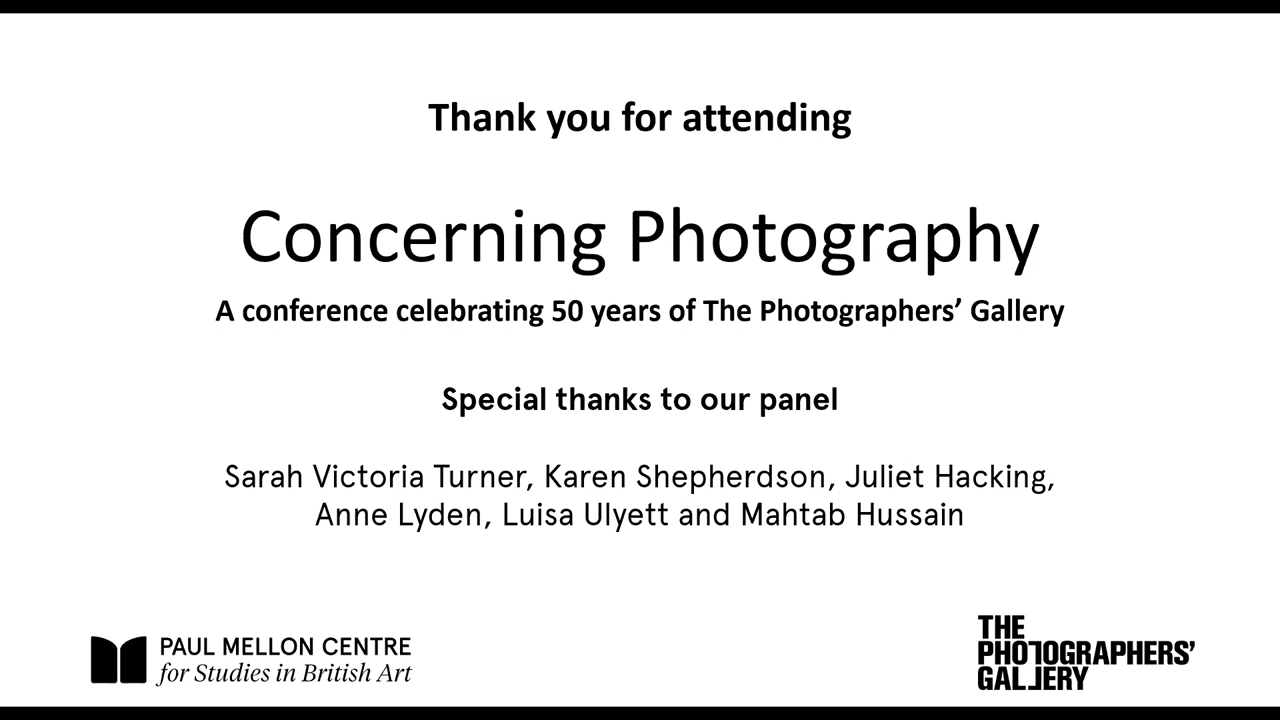 Thank you for attending
Concerning Photography
A conference celebrating 50 years of The Photographers’ Gallery
Special thanks to our panel
Sarah Victoria Turner, Karen Shepherdson, Juliet Hacking,
Anne Lyden, Luisa Ulyett and Mahtab Hussain
PAUL MELLON CENTRE
for Studies in British Art
THE
PHOTOGRAPHERS’
GALLERY